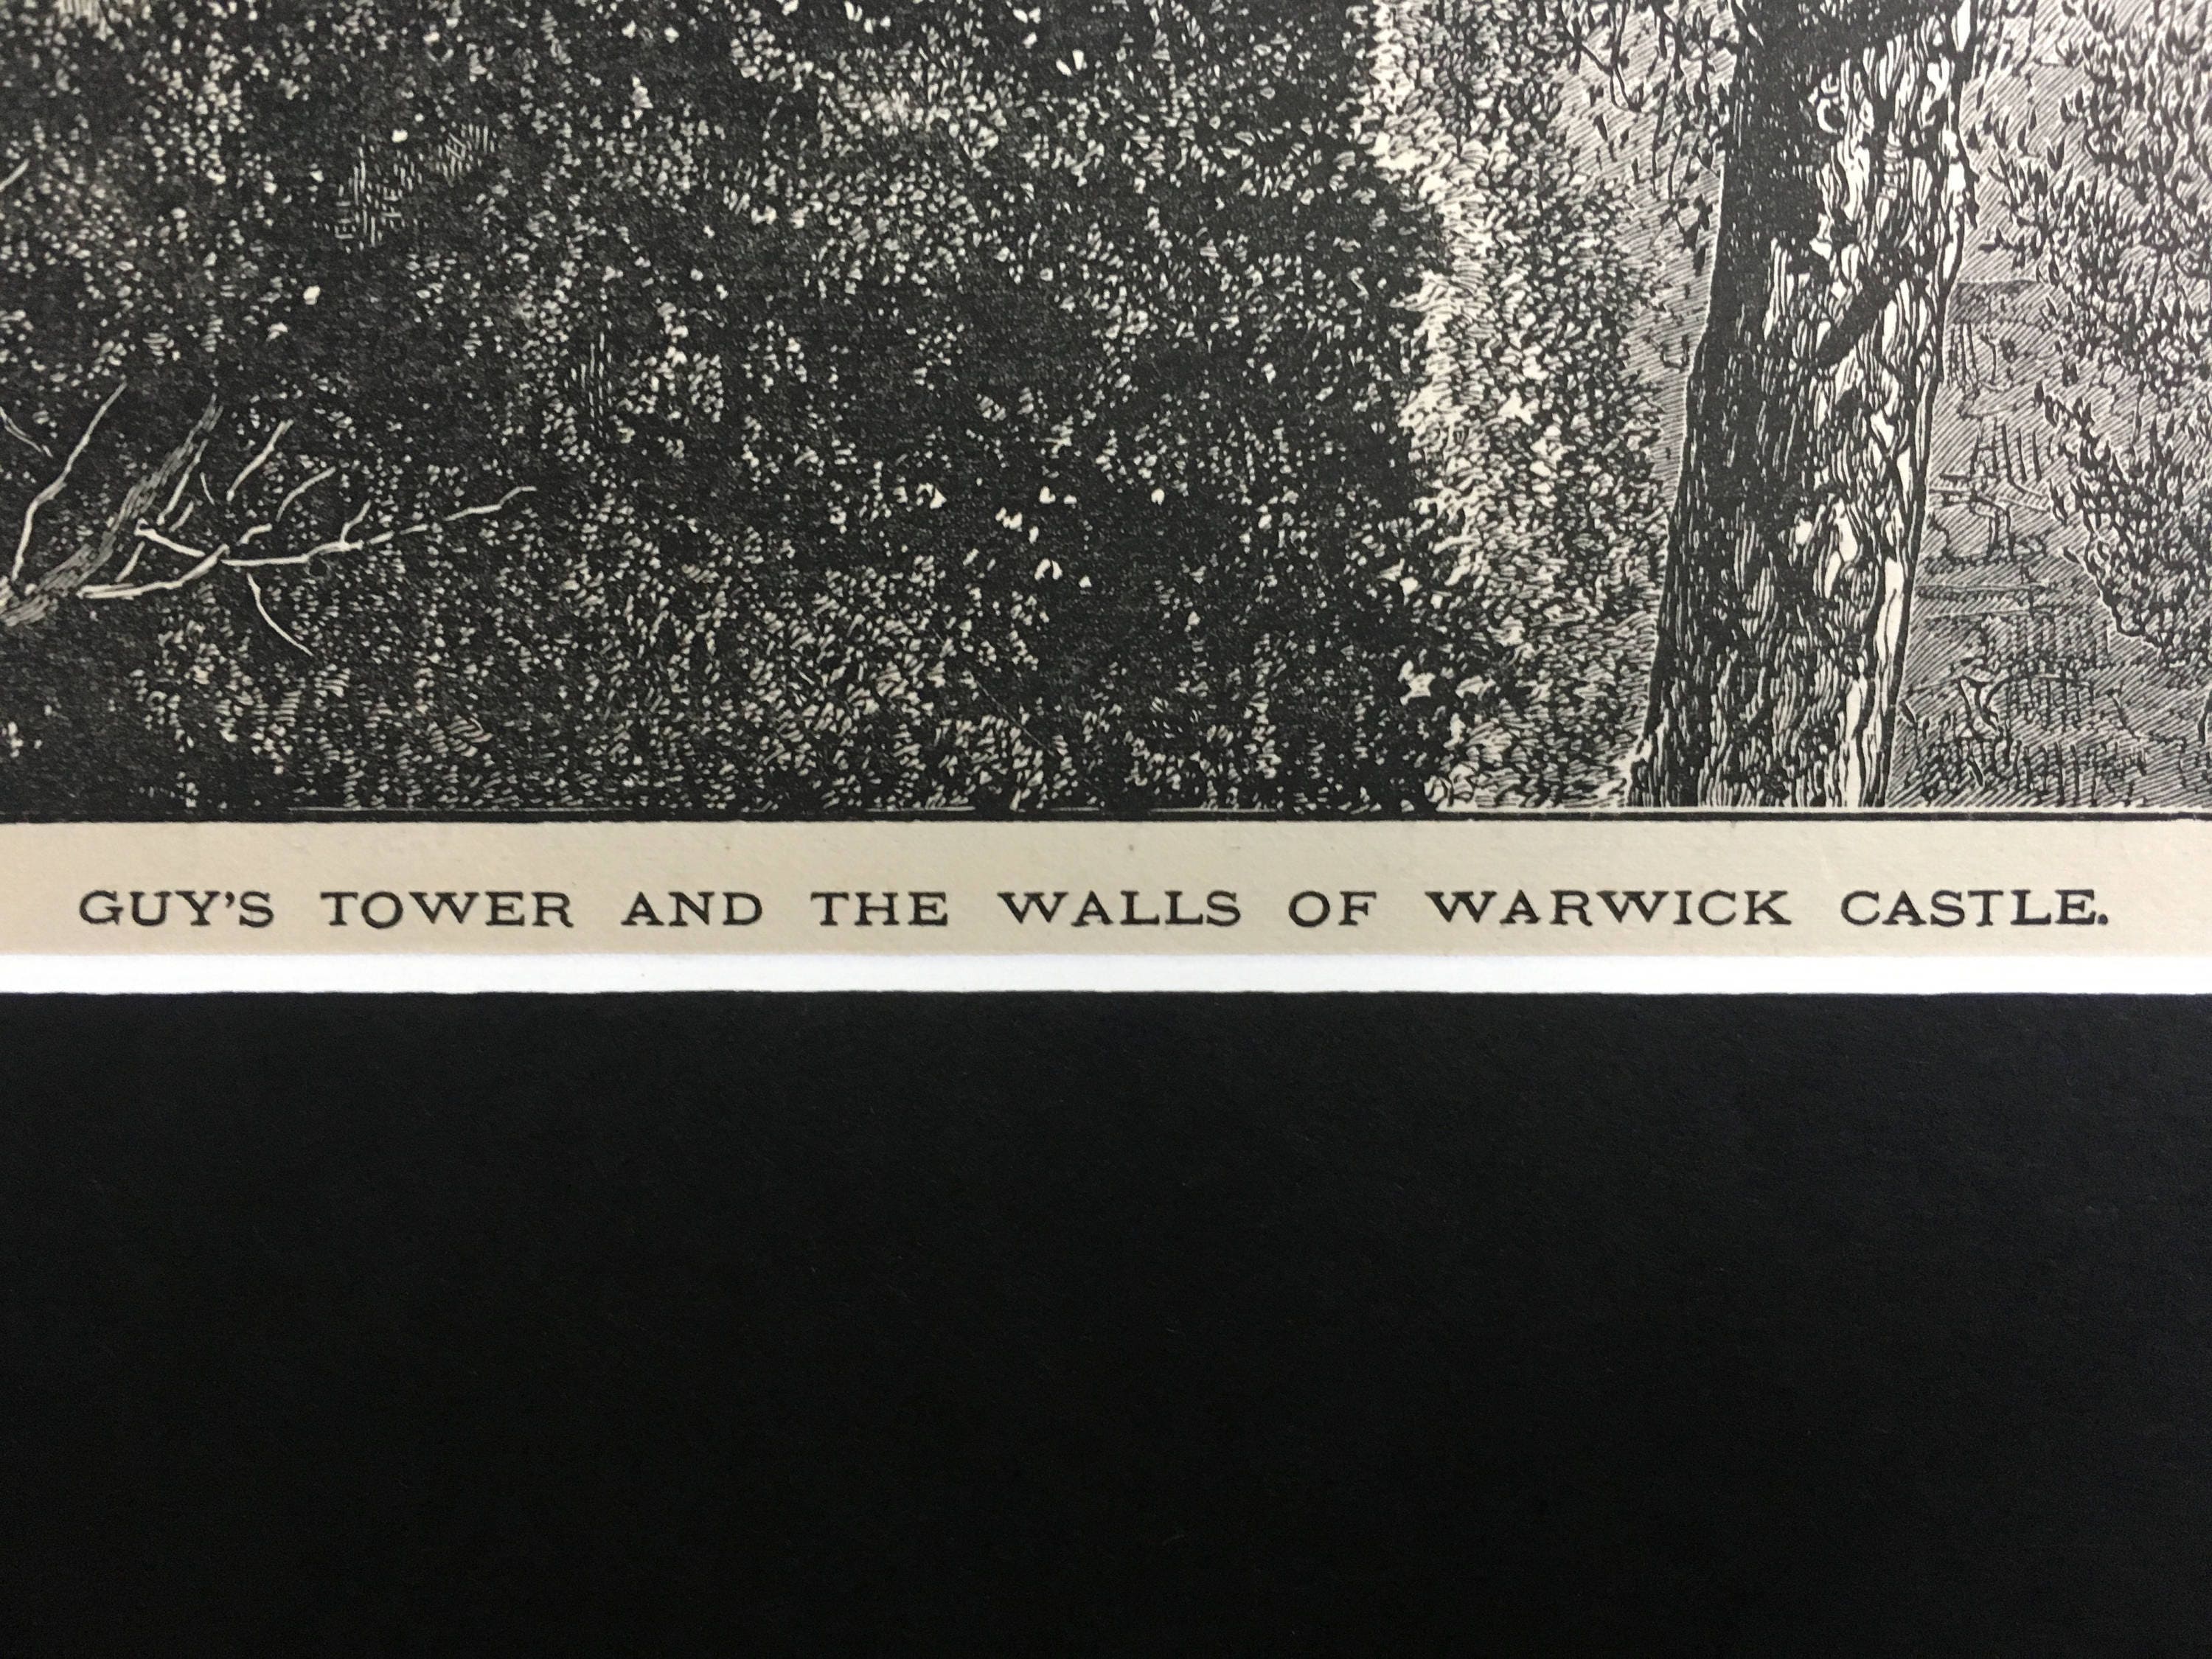 GUY'S TOWER AND THE WALLS OF WARWICK CASTLE.